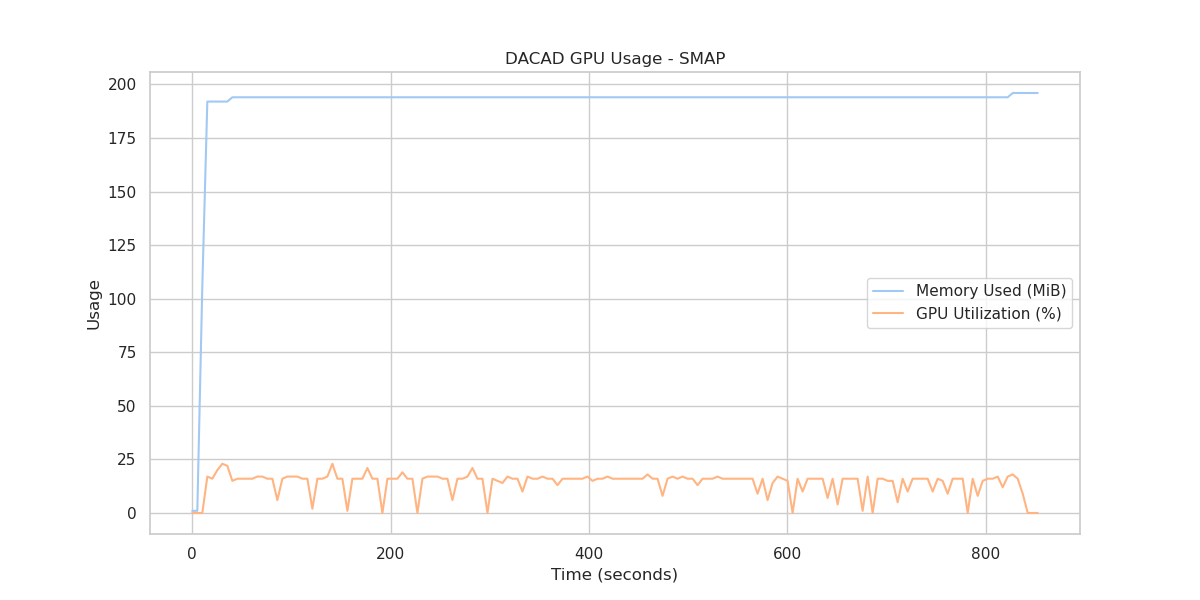 DACAD GPU Usage - SMAP
200
175
150
125
100
75
50
25
0
Usage
Memory Used (MiB)
GPU Utilization (%)
0
200
400
600
800
Time (seconds)